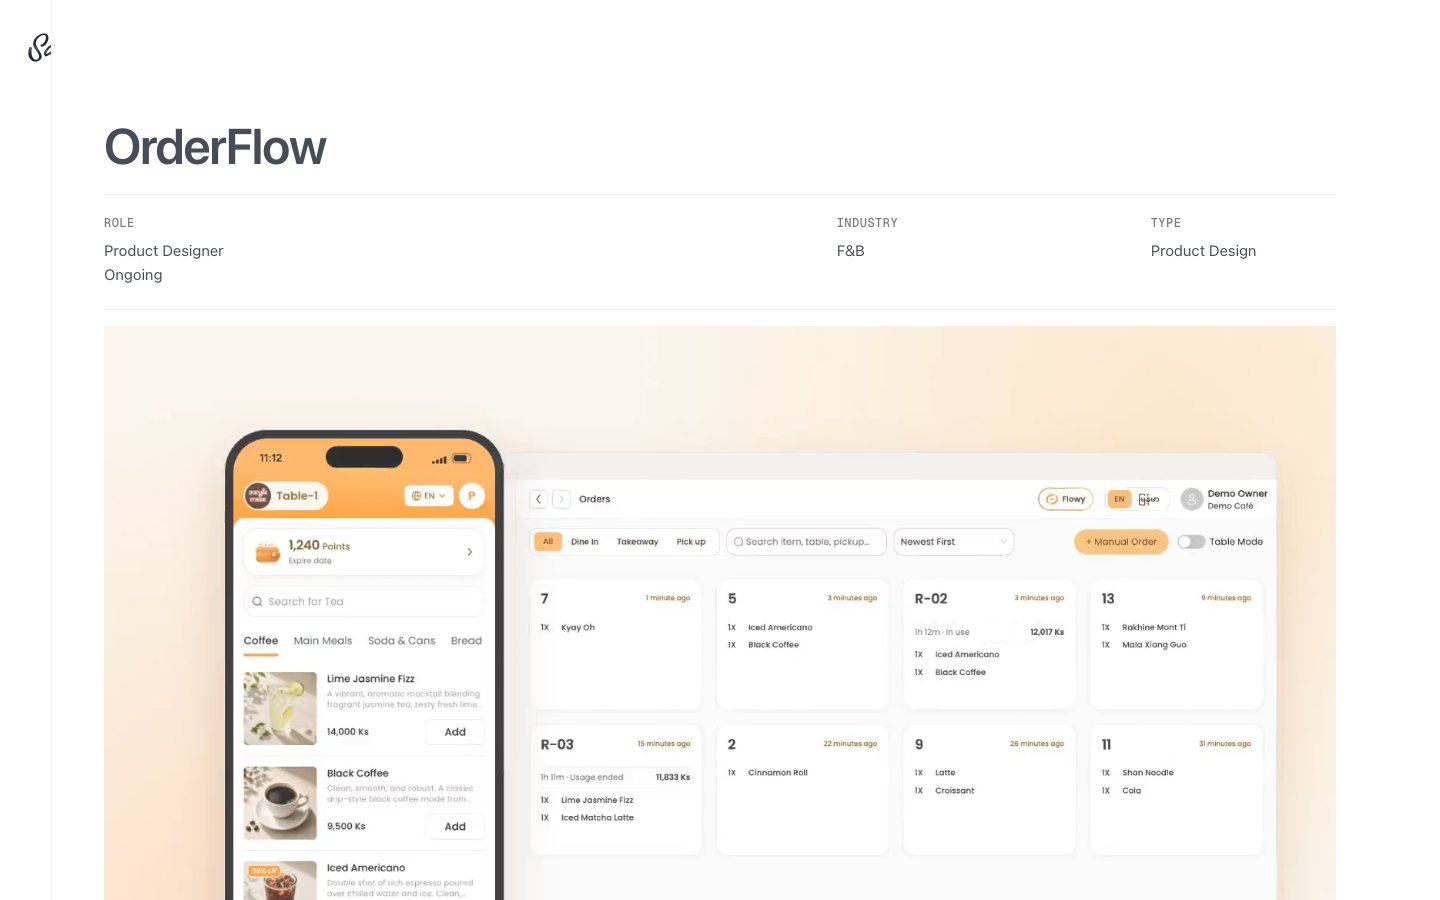 OrderFlow
ROLE
Product Designer
Ongoing
INDUSTRY
F&B
TYPE
Product Design
11:12
Table-1
EN
P
1,240 Points
Expire date
Search for Tea
Coffee
Main Meals
Soda & Cans
Bread
Lime Jasmine Fizz
A vibrant, aromatic mocktail blending
fragrant jasmine tea, zesty fresh lime..
14,000 Ks
Add
Black Coffee
Clean, smooth, and robust. A classic
drip-style black coffee made from...
9,500 Ks
Add
50% off
Iced Americano
Double shot of rich espresso poured
over chilled water and ice. Clean,...
Orders
Flowy
EN
မြန်မာ
Demo Owner
Demo Café
All
Dine In
Takeaway
Pick up
Search item, table, pickup...
Newest First
+ Manual Order
Table Mode
7
1 minute ago
1X Kyay Oh
5
3 minutes ago
1X Iced Americano
1X Black Coffee
R-02
3 minutes ago
1h 12m · In use
12,017 Ks
1X Iced Americano
1X Black Coffee
13
9 minutes ago
1X Rakhine Mont Ti
1X Mala Xiang Guo
R-03
15 minutes ago
1h 11m · Usage ended
11,833 Ks
1X Lime Jasmine Fizz
1X Iced Matcha Latte
2
22 minutes ago
1X Cinnamon Roll
9
26 minutes ago
1X Latte
1X Croissant
11
31 minutes ago
1X Shan Noodle
1X Cola